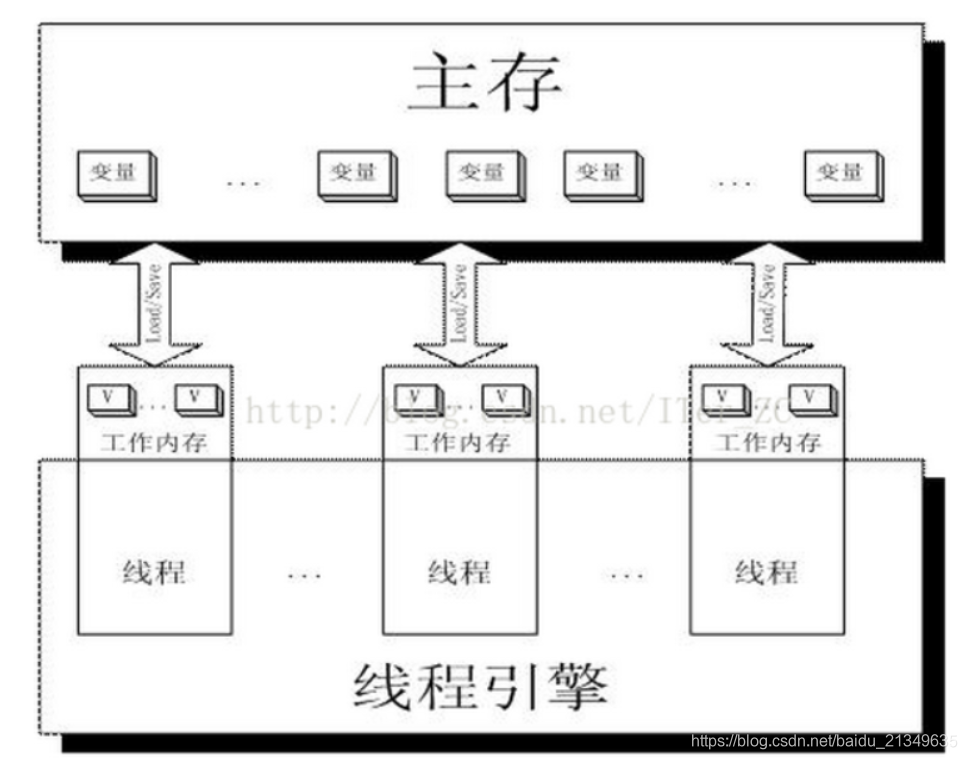 主存
变量 ... 变量 变量 变量 ... 变量
Load/Save Load/Save Load/Save
V ... V V ... V V ... V
http://blog.csdn.net/ITer_ZC
工作内存 工作内存 工作内存
线程 ... 线程 ... 线程
线程引擎
https://blog.csdn.net/baidu_21349635